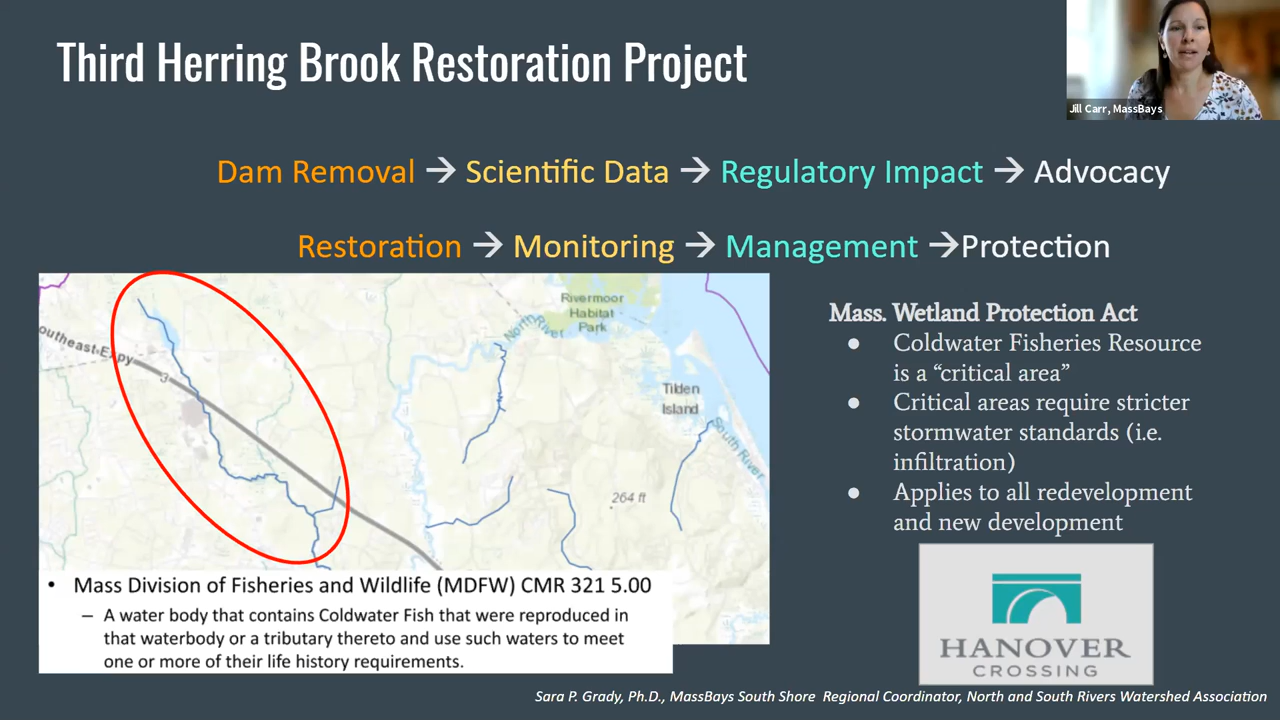 Third Herring Brook Restoration Project
Jill Carr, MassBays
Dam Removal → Scientific Data → Regulatory Impact → Advocacy
Restoration → Monitoring → Management →Protection
outheast Expy
3
North River
Rivermoor
Habitat
Park
Tilden
Island
South River
264 ft
• Mass Division of Fisheries and Wildlife (MDFW) CMR 321 5.00
– A water body that contains Coldwater Fish that were reproduced in
that waterbody or a tributary thereto and use such waters to meet
one or more of their life history requirements.
Mass. Wetland Protection Act
● Coldwater Fisheries Resource
is a “critical area”
● Critical areas require stricter
stormwater standards (i.e.
infiltration)
● Applies to all redevelopment
and new development
HANOVER
CROSSING
Sara P. Grady, Ph.D., MassBays South Shore Regional Coordinator, North and South Rivers Watershed Association